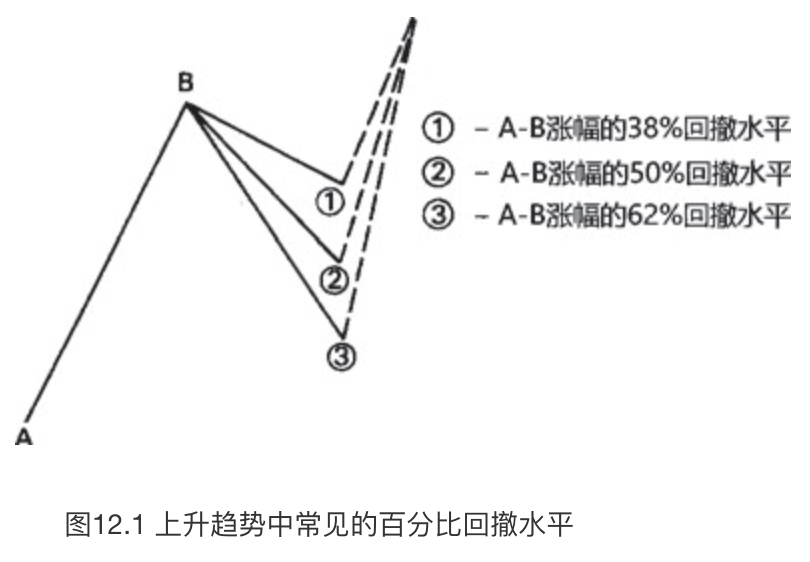 B
① – A-B涨幅的38%回撤水平
② – A-B涨幅的50%回撤水平
③ – A-B涨幅的62%回撤水平
①
②
③
A
图12.1 上升趋势中常见的百分比回撤水平